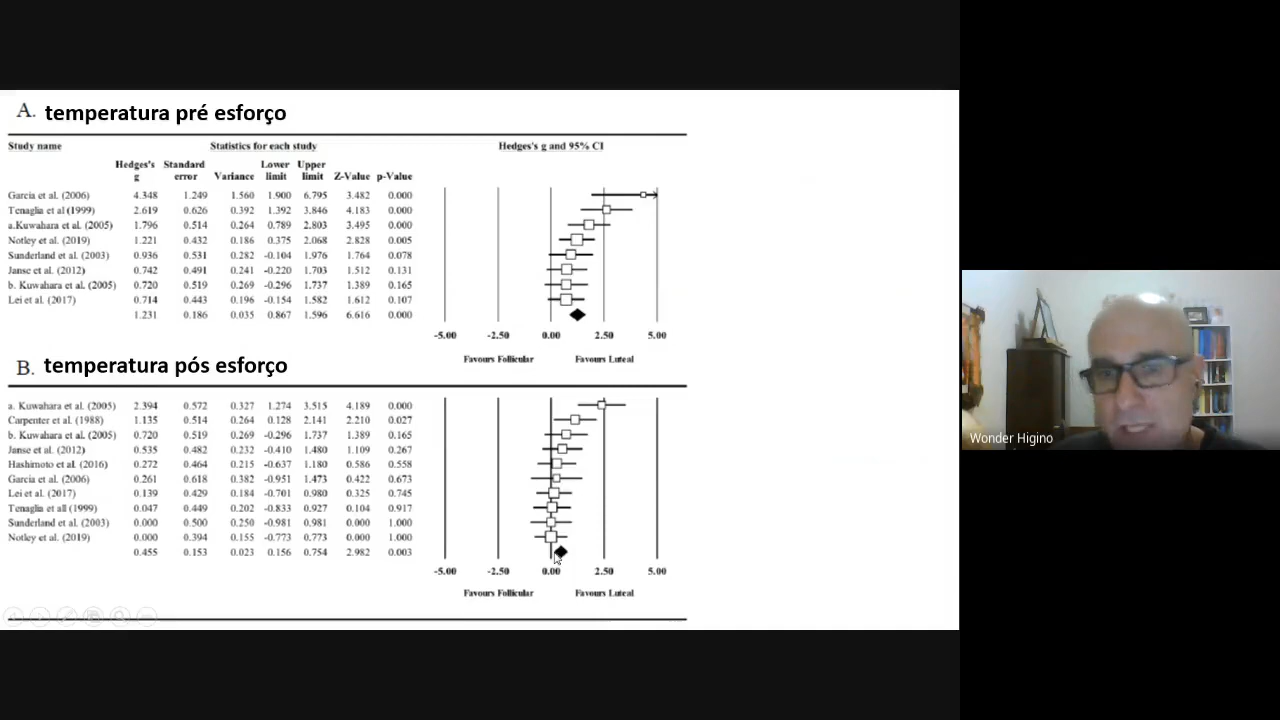 A. temperatura pré esforço
Study name Statistics for each study Hedges's g and 95% CI
Hedges's g Standard error Variance Lower limit Upper limit Z-Value p-Value
Garcia et al. (2006) 4.348 1.249 1.560 1.900 6.795 3.482 0.000
Tenaglia et al (1999) 2.619 0.626 0.392 1.392 3.846 4.183 0.000
a.Kuwahara et al. (2005) 1.796 0.514 0.264 0.789 2.803 3.495 0.000
Notley et al. (2019) 1.221 0.432 0.186 0.375 2.068 2.828 0.005
Sunderland et al. (2003) 0.936 0.531 0.282 -0.104 1.976 1.764 0.078
Janse et al. (2012) 0.742 0.491 0.241 -0.220 1.703 1.512 0.131
b. Kuwahara et al. (2005) 0.720 0.519 0.269 -0.296 1.737 1.389 0.165
Lei et al. (2017) 0.714 0.443 0.196 -0.154 1.582 1.612 0.107
1.231 0.186 0.035 0.867 1.596 6.616 0.000
-5.00 -2.50 0.00 2.50 5.00
Favours Follicular Favours Luteal
B. temperatura pós esforço
a. Kuwahara et al. (2005) 2.394 0.572 0.327 1.274 3.515 4.189 0.000
Carpenter et al. (1988) 1.135 0.514 0.264 0.128 2.141 2.210 0.027
b. Kuwahara et al. (2005) 0.720 0.519 0.269 -0.296 1.737 1.389 0.165
Janse et al. (2012) 0.535 0.482 0.232 -0.410 1.480 1.109 0.267
Hashimoto et al. (2016) 0.272 0.464 0.215 -0.637 1.180 0.586 0.558
Garcia et al. (2006) 0.261 0.618 0.382 -0.951 1.473 0.422 0.673
Lei et al. (2017) 0.139 0.429 0.184 -0.701 0.980 0.325 0.745
Tenaglia et all (1999) 0.047 0.449 0.202 -0.833 0.927 0.104 0.917
Sunderland et al. (2003) 0.000 0.500 0.250 -0.981 0.981 0.000 1.000
Notley et al. (2019) 0.000 0.394 0.155 -0.773 0.773 0.000 1.000
0.455 0.153 0.023 0.156 0.754 2.982 0.003
-5.00 -2.50 0.00 2.50 5.00
Favours Follicular Favours Luteal
Wonder Higino